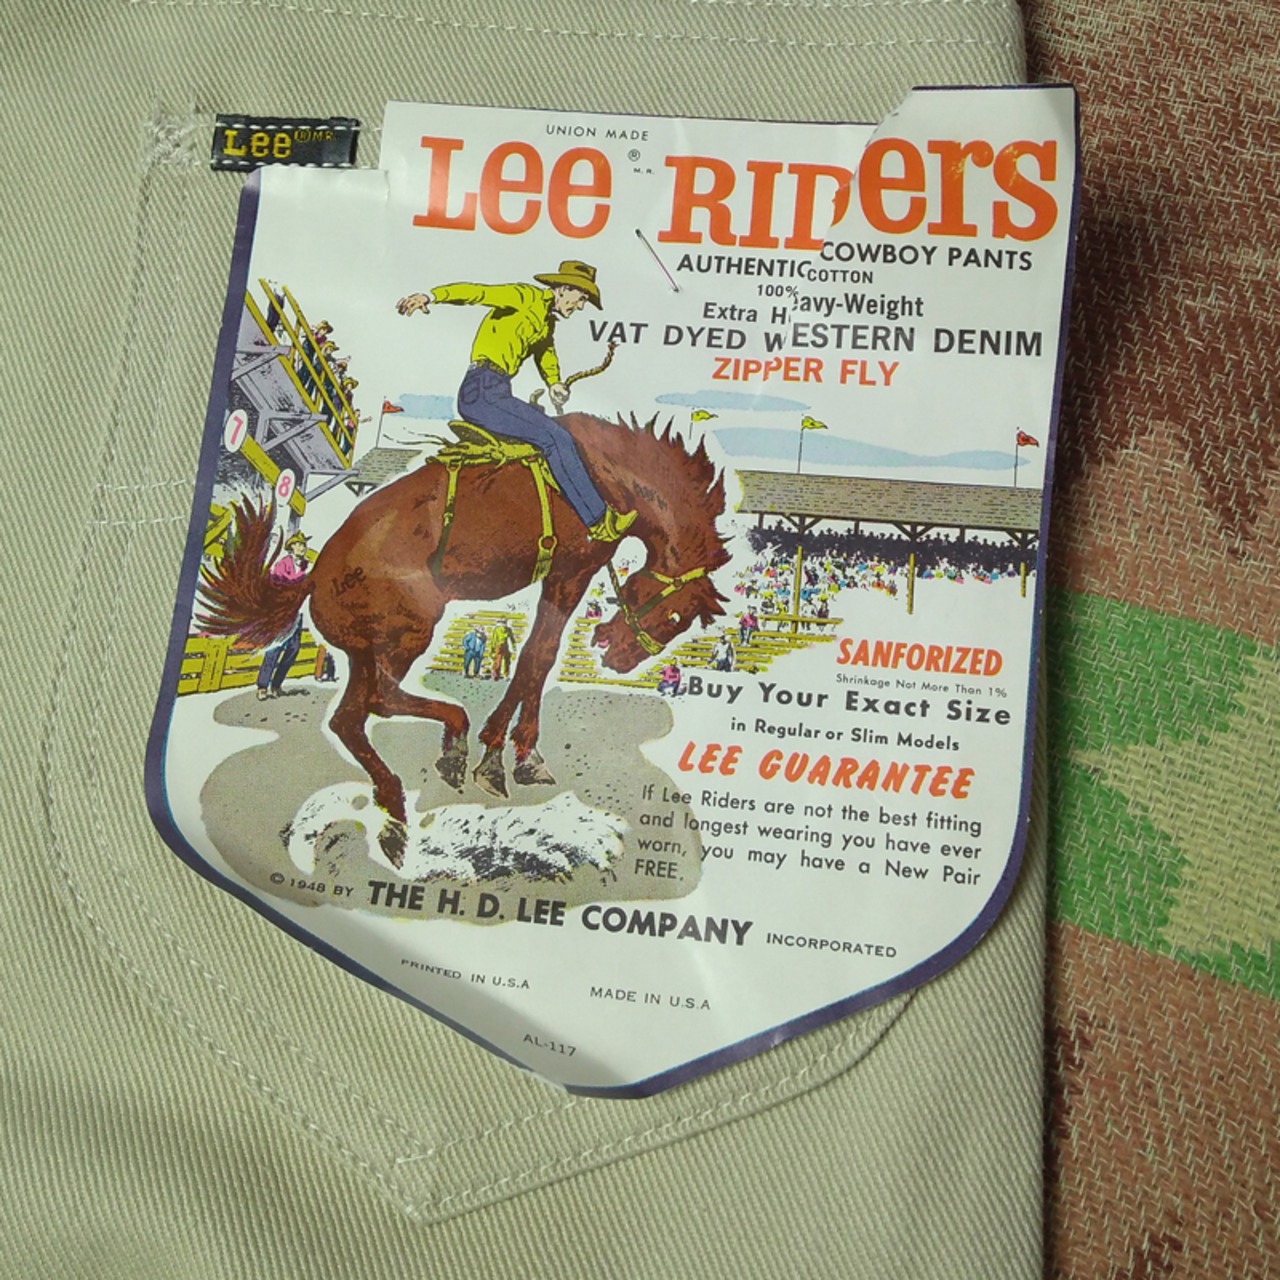 Lee® M.R.
UNION MADE
Lee® RIDers
M.R.
AUTHENTIC COWBOY PANTS
100% COTTON
Extra Heavy-Weight
VAT DYED WESTERN DENIM
ZIPPER FLY
7
8
Lee
SANFORIZED
Shrinkage Not More Than 1%
Buy Your Exact Size
in Regular or Slim Models
LEE GUARANTEE
If Lee Riders are not the best fitting
and longest wearing you have ever
worn, you may have a New Pair
FREE.
© 1948 BY THE H. D. LEE COMPANY INCORPORATED
PRINTED IN U.S.A
MADE IN U.S.A
AL-117